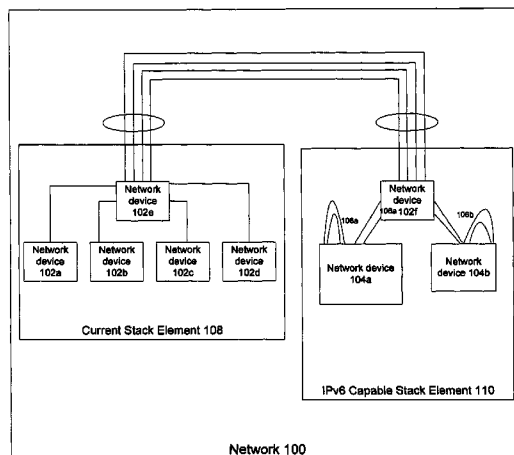 Network device 102e
Network device 102a
Network device 102b
Network device 102c
Network device 102d
Current Stack Element 108
Network device 102f
106a
106a
106b
Network device 104a
Network device 104b
IPv6 Capable Stack Element 110
Network 100